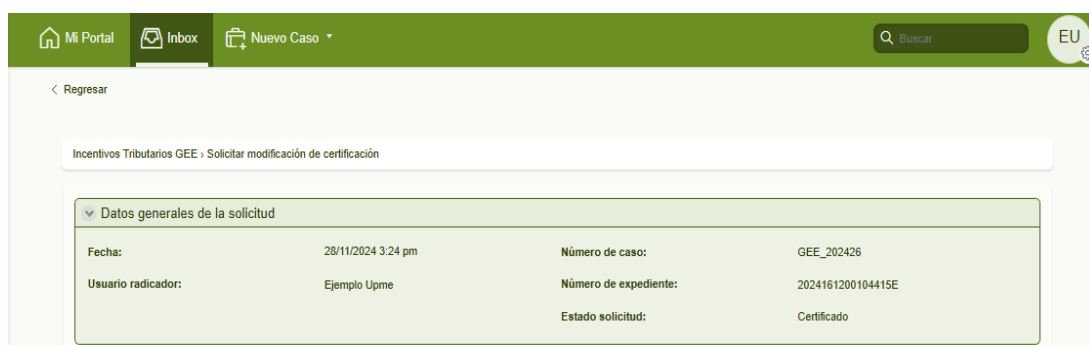 Mi Portal Inbox Nuevo Caso Buscar EU
Regresar
Incentivos Tributarios GEE › Solicitar modificación de certificación
Datos generales de la solicitud
Fecha: 28/11/2024 3:24 pm Número de caso: GEE_202426
Usuario radicador: Ejemplo Upme Número de expediente: 2024161200104415E
Estado solicitud: Certificado